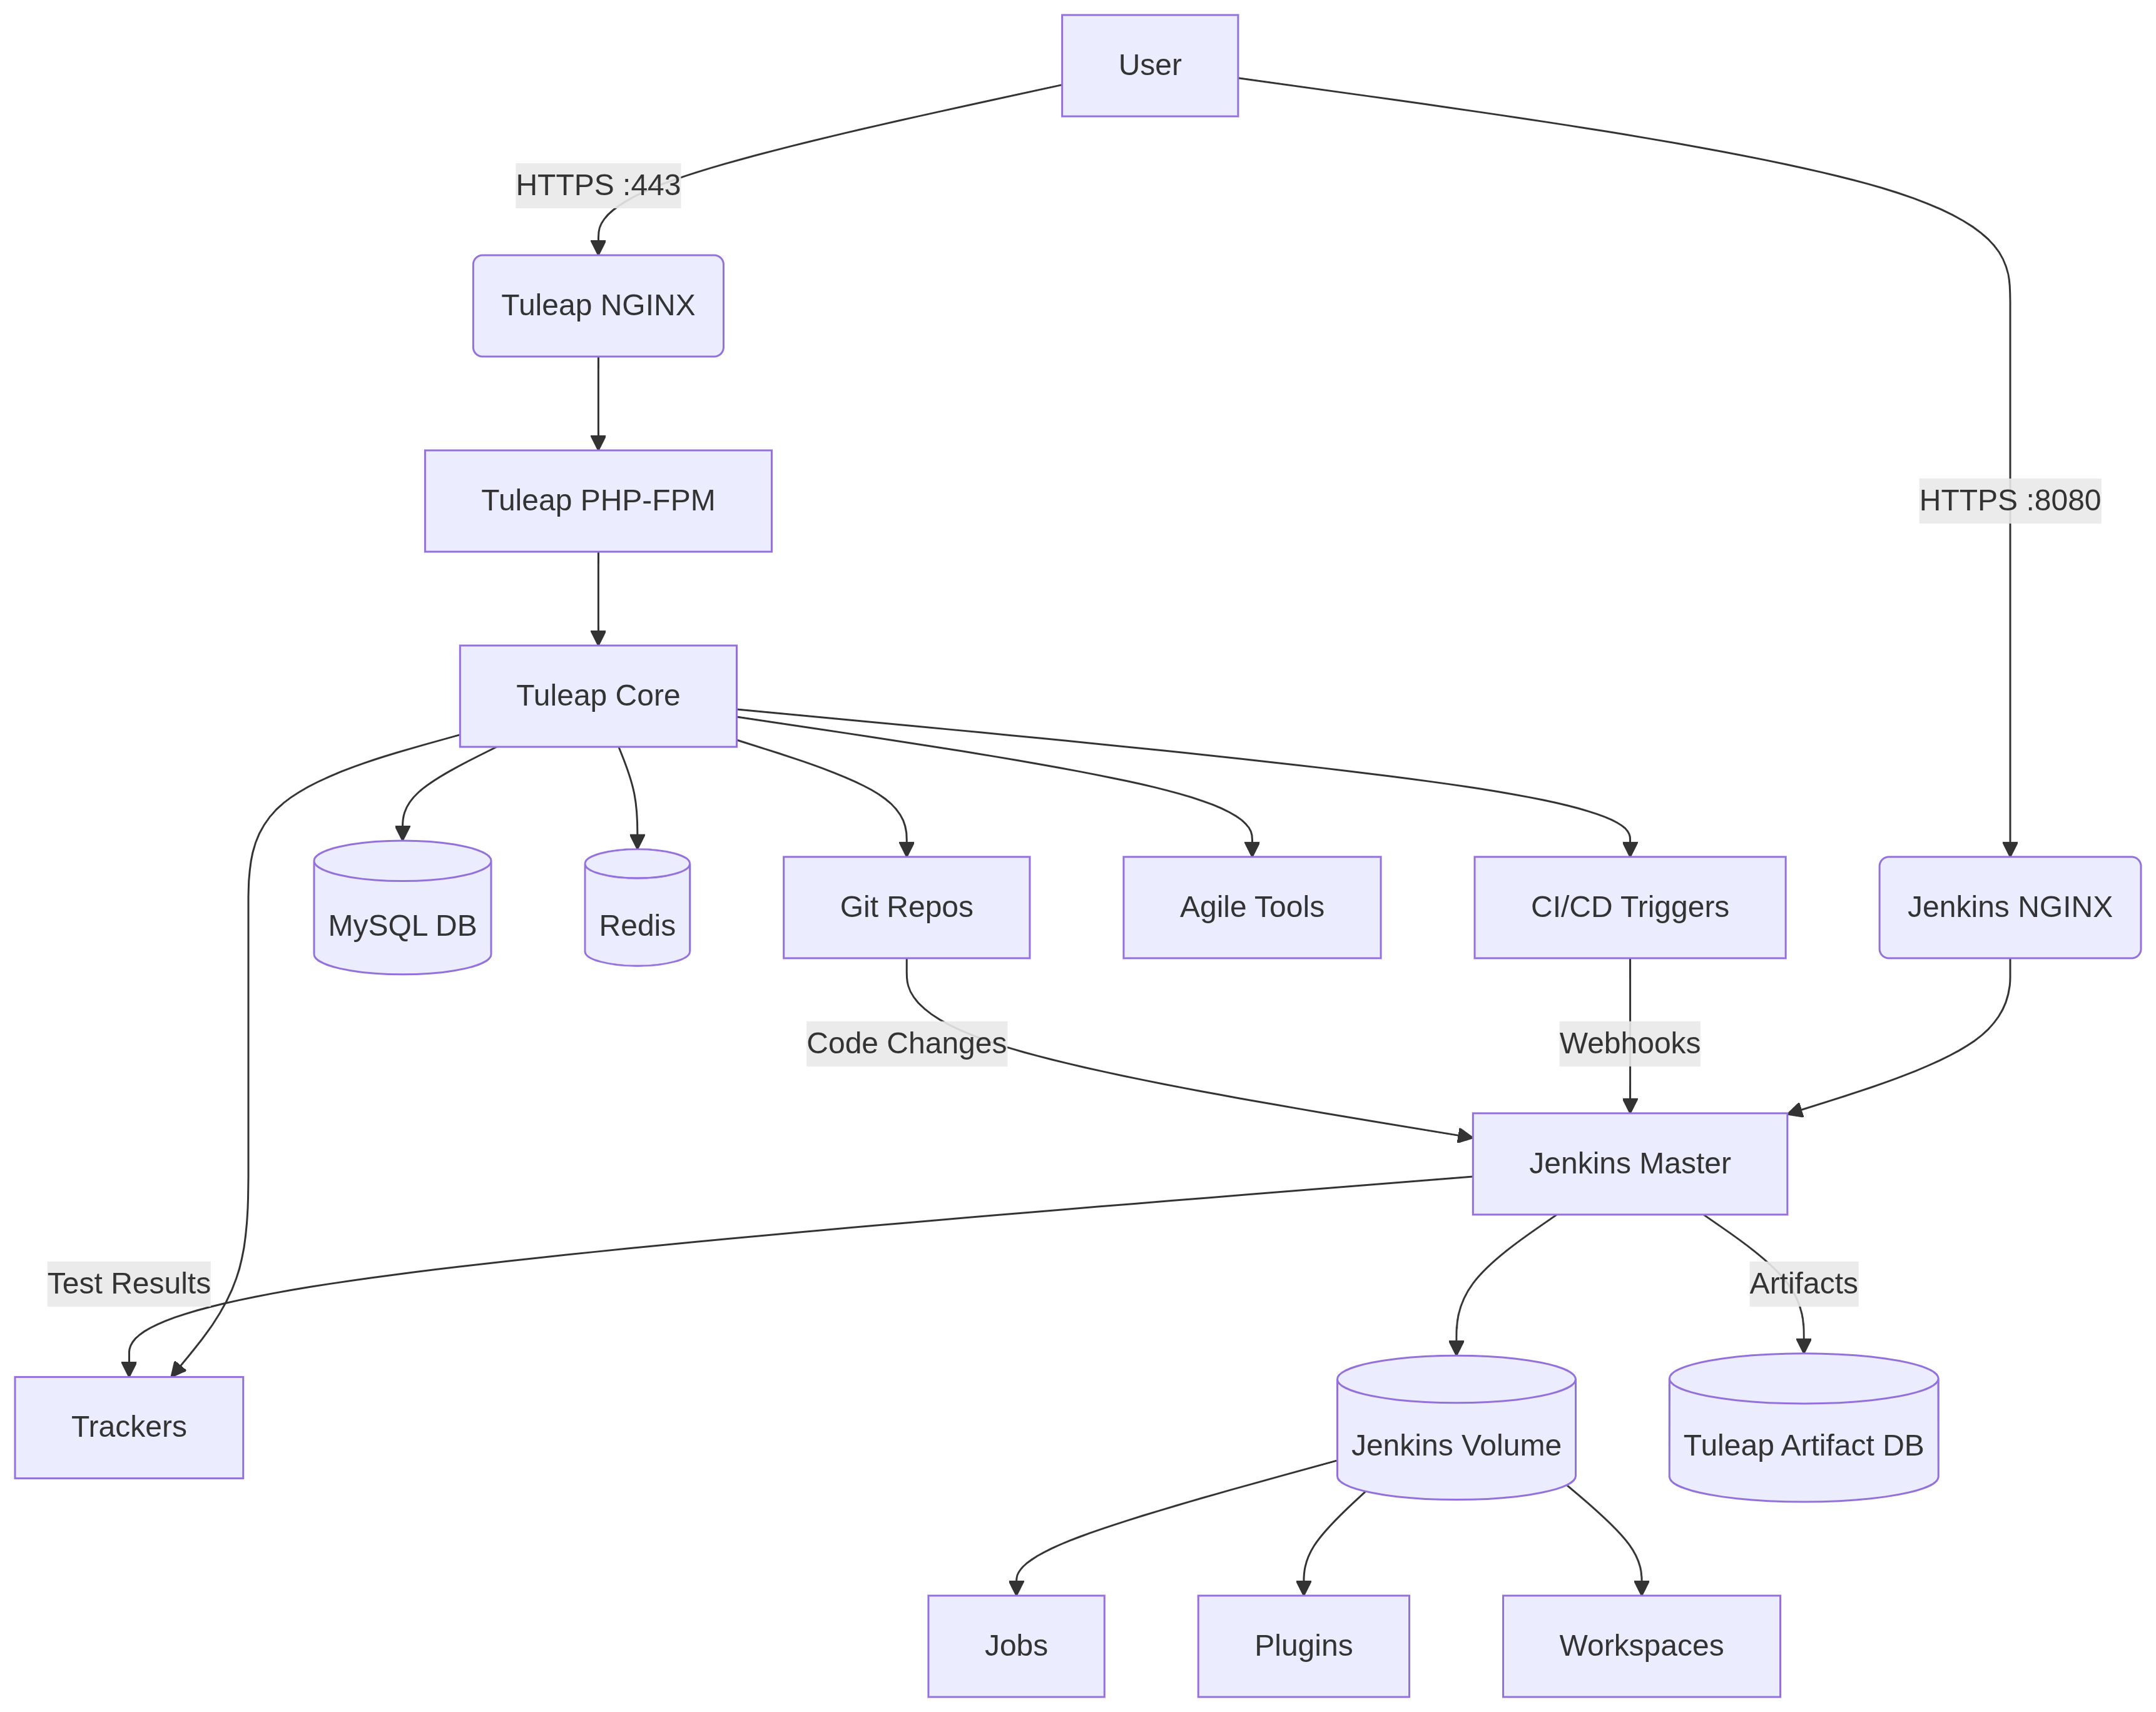 User
HTTPS :443
Tuleap NGINX
Tuleap PHP-FPM
HTTPS :8080
Tuleap Core
MySQL DB
Redis
Git Repos
Agile Tools
CI/CD Triggers
Jenkins NGINX
Code Changes
Webhooks
Jenkins Master
Test Results
Artifacts
Trackers
Jenkins Volume
Tuleap Artifact DB
Jobs
Plugins
Workspaces